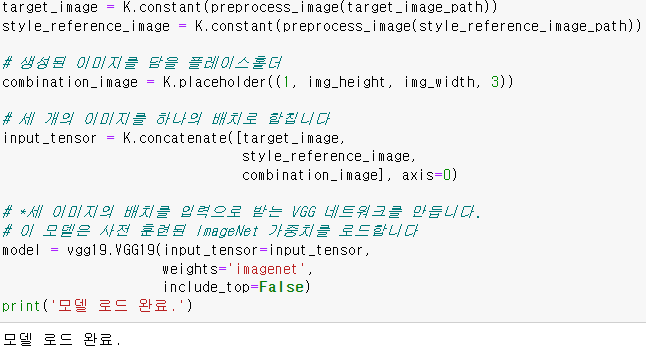 target_image = K.constant(preprocess_image(target_image_path))
style_reference_image = K.constant(preprocess_image(style_reference_image_path))

# 생성된 이미지를 담을 플레이스홀더
combination_image = K.placeholder((1, img_height, img_width, 3))

# 세 개의 이미지를 하나의 배치로 합칩니다
input_tensor = K.concatenate([target_image,
                              style_reference_image,
                              combination_image], axis=0)

# *세 이미지의 배치를 입력으로 받는 VGG 네트워크를 만듭니다.
# 이 모델은 사전 훈련된 ImageNet 가중치를 로드합니다
model = vgg19.VGG19(input_tensor=input_tensor,
                    weights='imagenet',
                    include_top=False)
print('모델 로드 완료.')
모델 로드 완료.